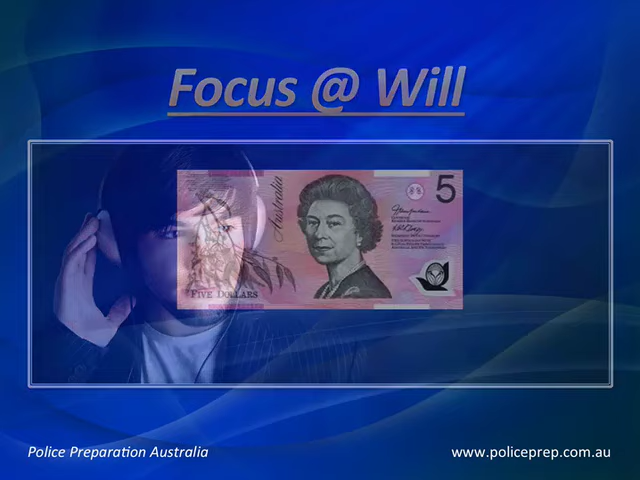 Focus @ Will
Australia
5
FIVE DOLLARS
Police Preparation Australia
www.policeprep.com.au